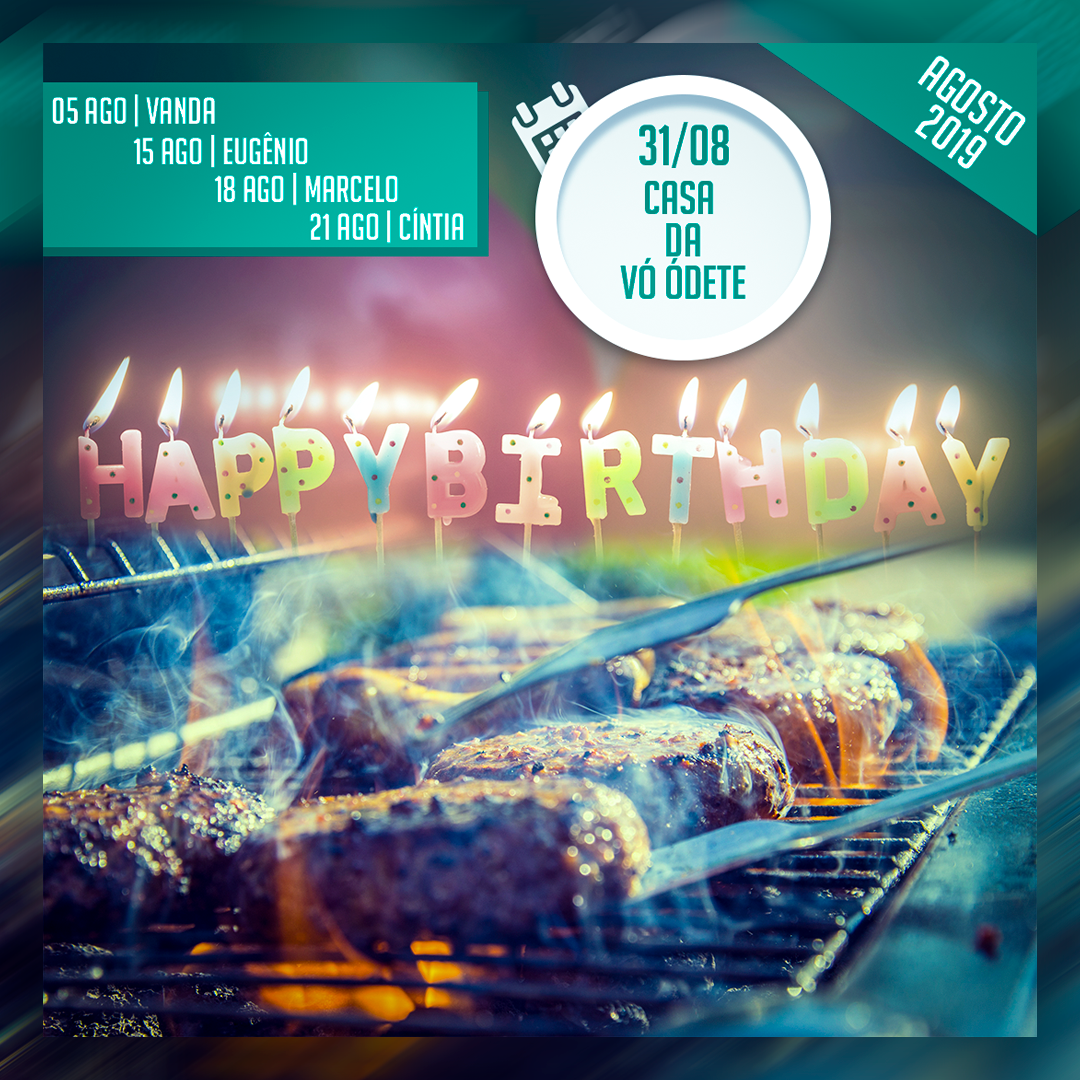 05 AGO | VANDA
15 AGO | EUGÊNIO
18 AGO | MARCELO
21 AGO | CÍNTIA
31/08
CASA
DA
VÓ ÓDETE
AGOSTO
2019
HAPPY BIRTHDAY